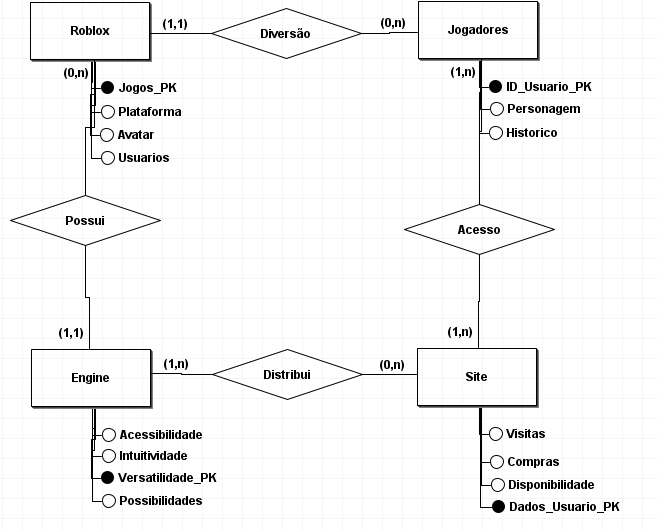 Roblox
(1,1)
Diversão
(0,n)
Jogadores
(0,n)
Jogos_PK
Plataforma
Avatar
Usuarios
(1,n)
ID_Usuario_PK
Personagem
Historico
Possui
Acesso
(1,1)
(1,n)
Engine
(1,n)
Distribui
(0,n)
Site
Acessibilidade
Intuitividade
Versatilidade_PK
Possibilidades
Visitas
Compras
Disponibilidade
Dados_Usuario_PK